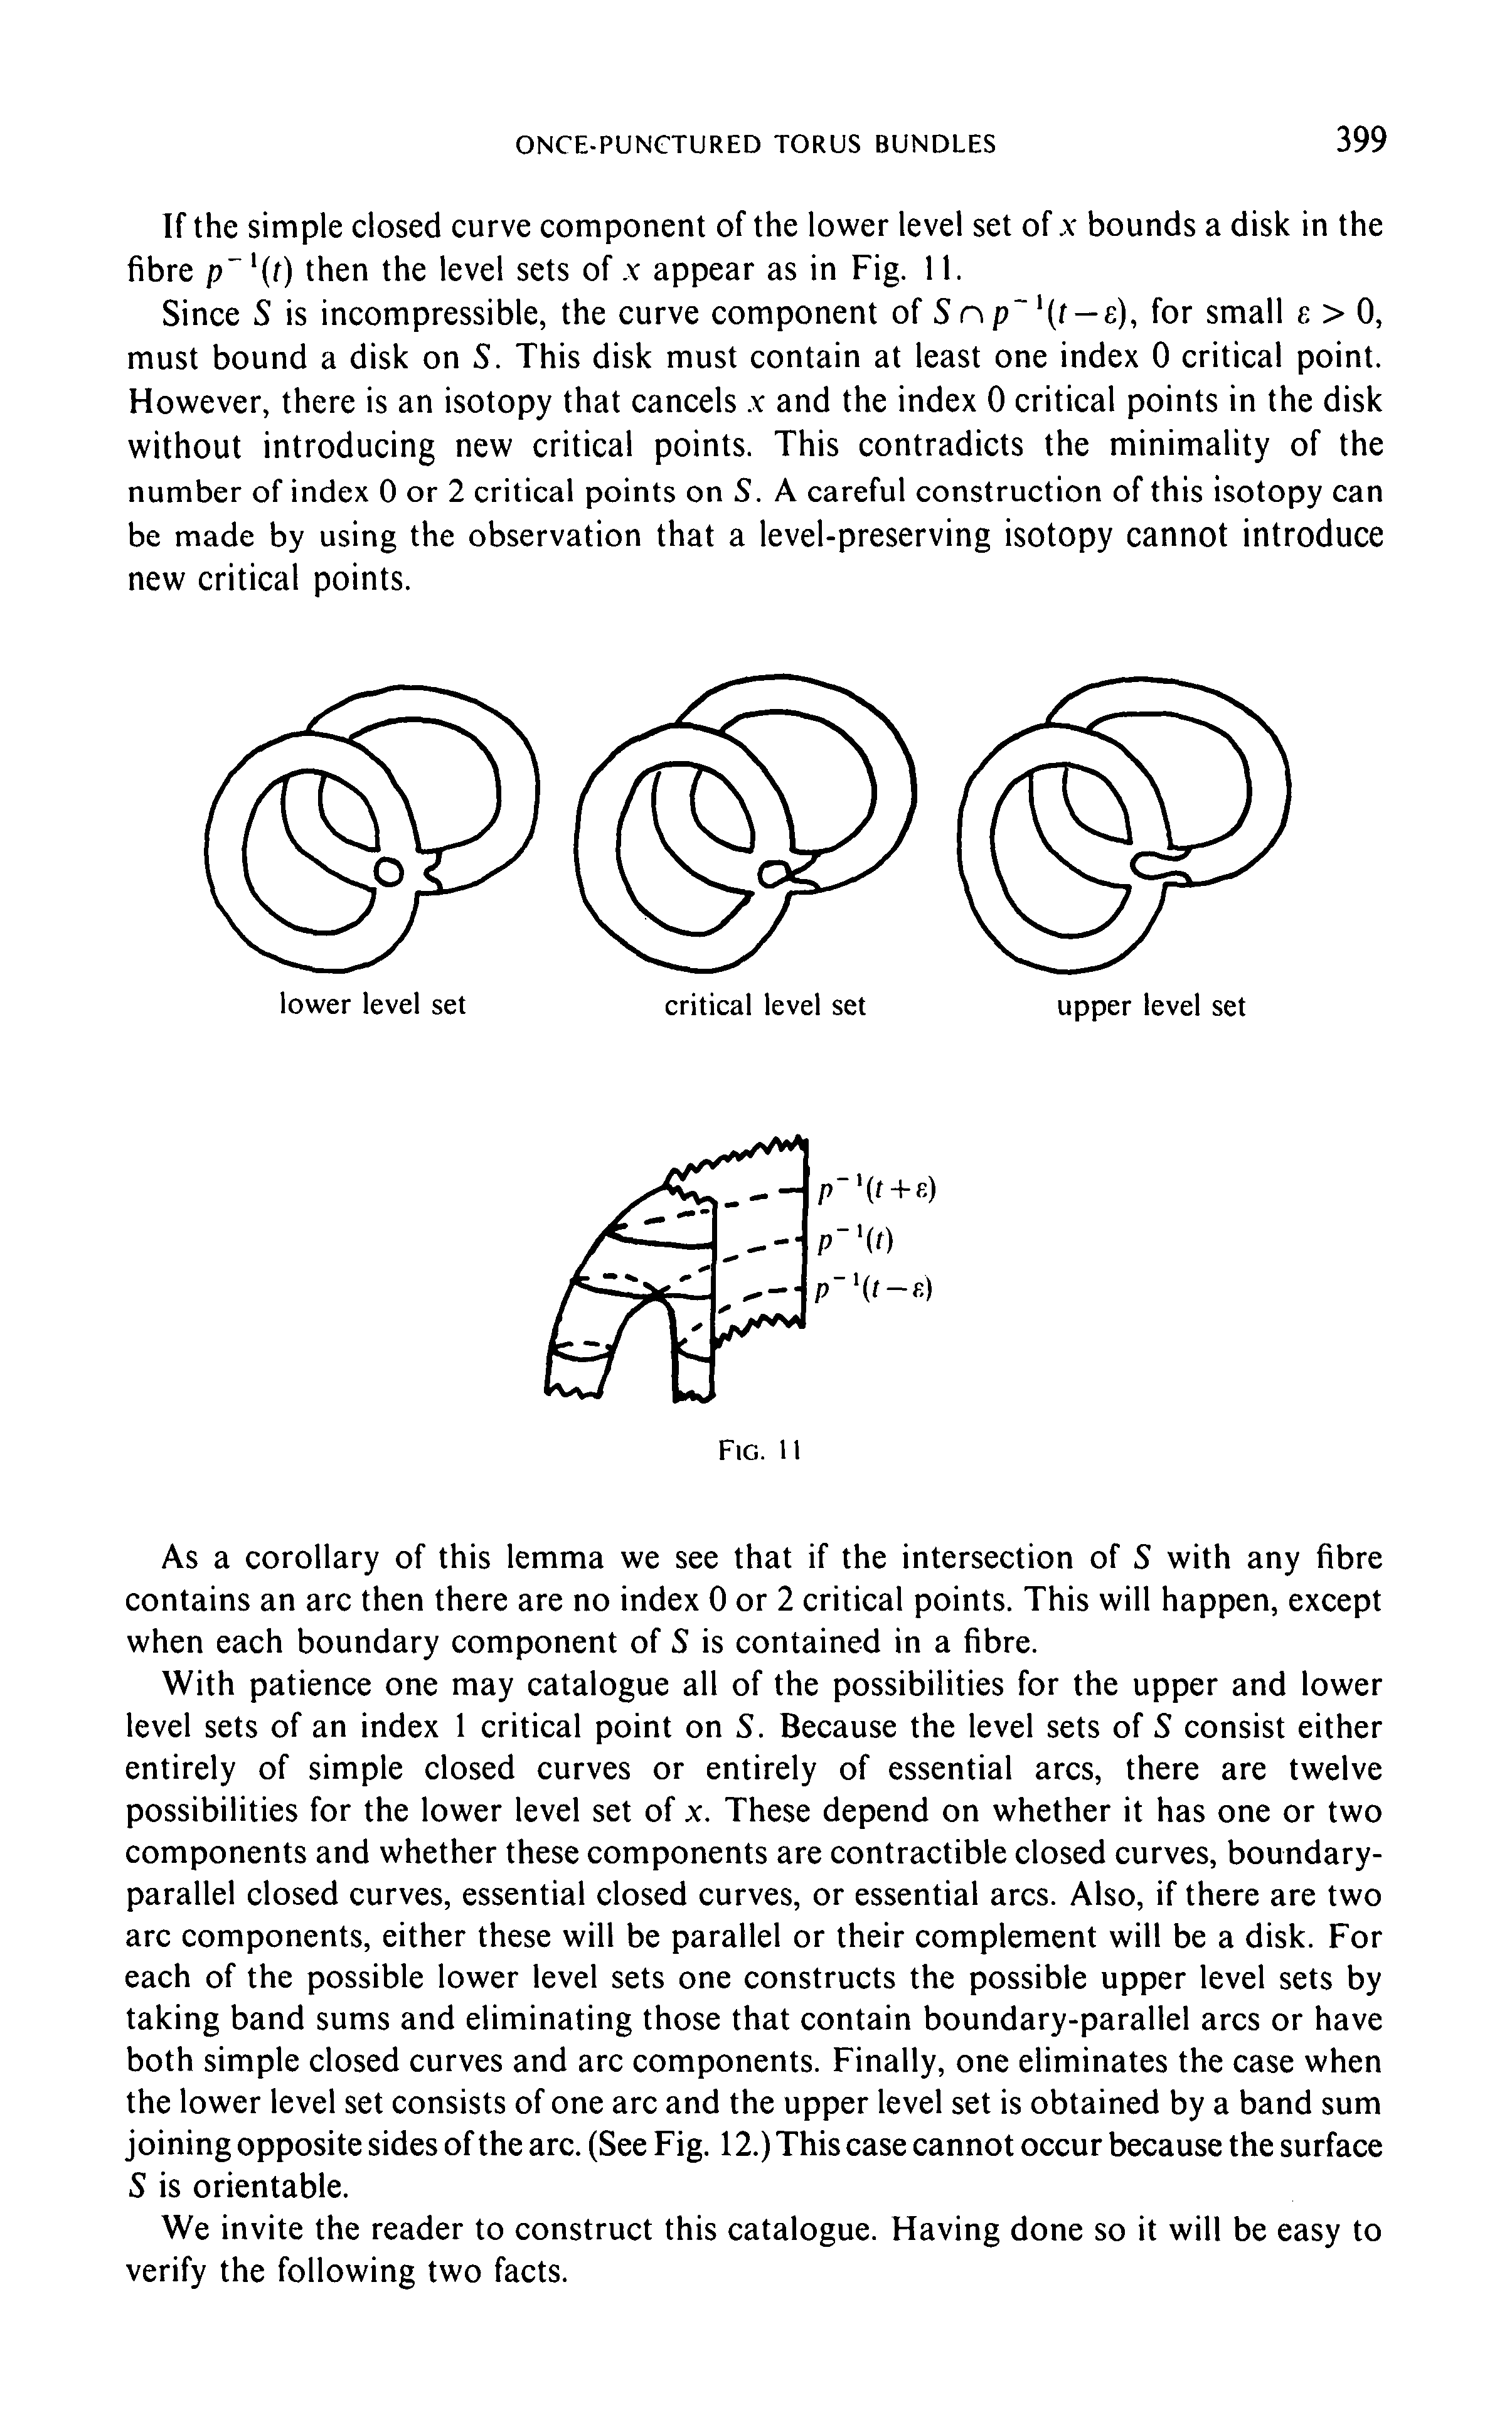 ONCE-PUNCTURED TORUS BUNDLES 399
If the simple closed curve component of the lower level set of x bounds a disk in the
fibre p⁻¹(t) then the level sets of x appear as in Fig. 11.
Since S is incompressible, the curve component of S∩p⁻¹(t−ε), for small ε > 0,
must bound a disk on S. This disk must contain at least one index 0 critical point.
However, there is an isotopy that cancels x and the index 0 critical points in the disk
without introducing new critical points. This contradicts the minimality of the
number of index 0 or 2 critical points on S. A careful construction of this isotopy can
be made by using the observation that a level-preserving isotopy cannot introduce
new critical points.
lower level set critical level set upper level set
p⁻¹(t+ε)
p⁻¹(t)
p⁻¹(t−ε)
FIG. 11
As a corollary of this lemma we see that if the intersection of S with any fibre
contains an arc then there are no index 0 or 2 critical points. This will happen, except
when each boundary component of S is contained in a fibre.
With patience one may catalogue all of the possibilities for the upper and lower
level sets of an index 1 critical point on S. Because the level sets of S consist either
entirely of simple closed curves or entirely of essential arcs, there are twelve
possibilities for the lower level set of x. These depend on whether it has one or two
components and whether these components are contractible closed curves, boundary-
parallel closed curves, essential closed curves, or essential arcs. Also, if there are two
arc components, either these will be parallel or their complement will be a disk. For
each of the possible lower level sets one constructs the possible upper level sets by
taking band sums and eliminating those that contain boundary-parallel arcs or have
both simple closed curves and arc components. Finally, one eliminates the case when
the lower level set consists of one arc and the upper level set is obtained by a band sum
joining opposite sides of the arc. (See Fig. 12.) This case cannot occur because the surface
S is orientable.
We invite the reader to construct this catalogue. Having done so it will be easy to
verify the following two facts.